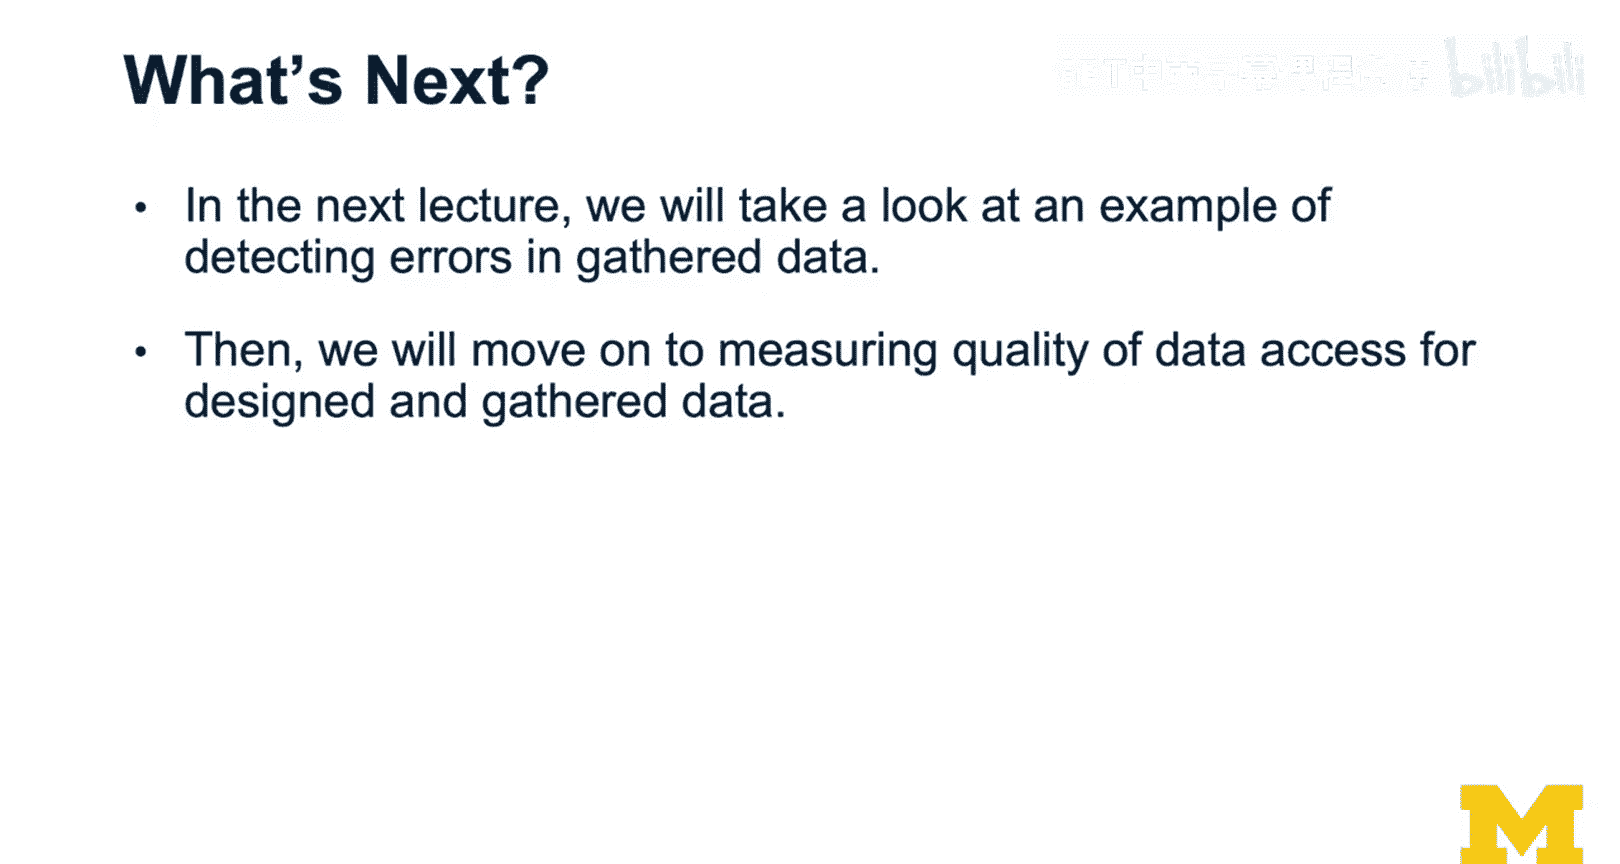 What's Next?
bilibili
• In the next lecture, we will take a look at an example of
detecting errors in gathered data.
• Then, we will move on to measuring quality of data access for
designed and gathered data.
M